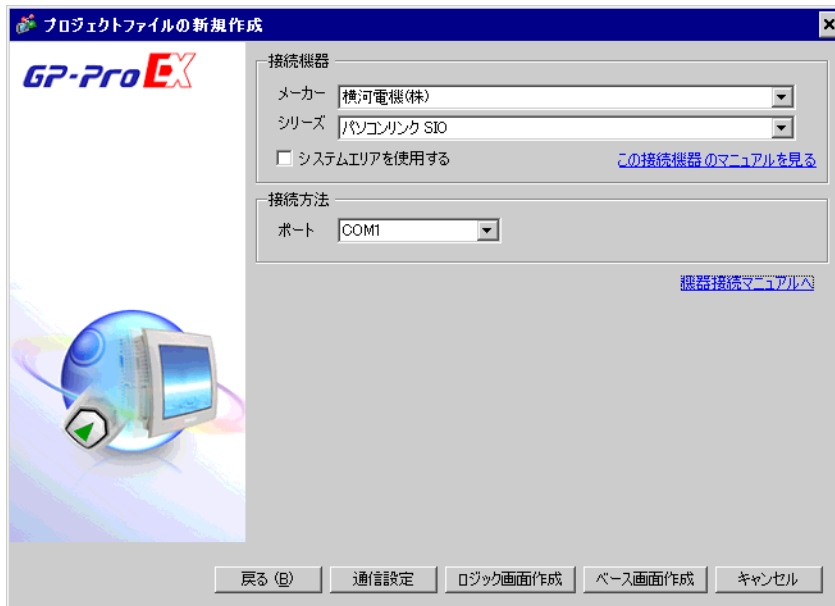 プロジェクトファイルの新規作成
GP-Pro EX
接続機器
メーカー 横河電機(株)
シリーズ パソコンリンク SIO
システムエリアを使用する
この接続機器のマニュアルを見る
接続方法
ポート COM1
機器接続マニュアルへ
戻る (B)
通信設定
ロジック画面作成
ベース画面作成
キャンセル